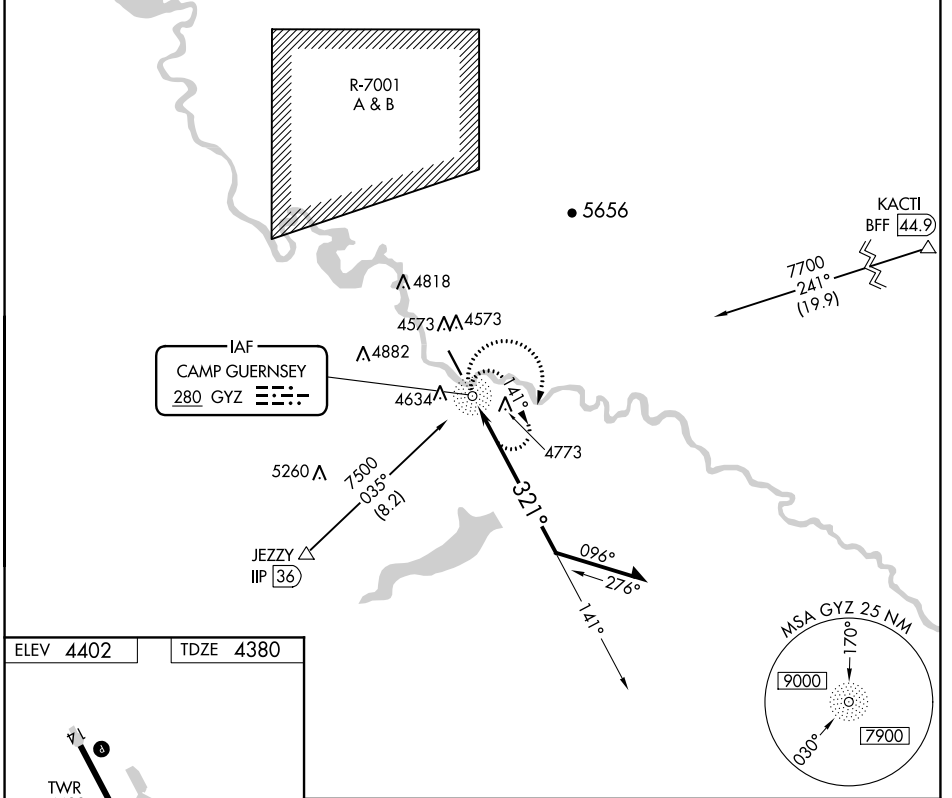 R-7001
A & B
5656
KACTI
BFF 44.9
7700
241°
(19.9)
4818
4573 4573
4882
IAF
CAMP GUERNSEY
280 GYZ
4634
141°
4773
5260
7500
035°
(8.2)
321°
JEZZY
IIP 36
096°
276°
141°
MSA GYZ 25 NM
170°
9000
7900
030°
ELEV 4402
TDZE 4380
14
P
TWR